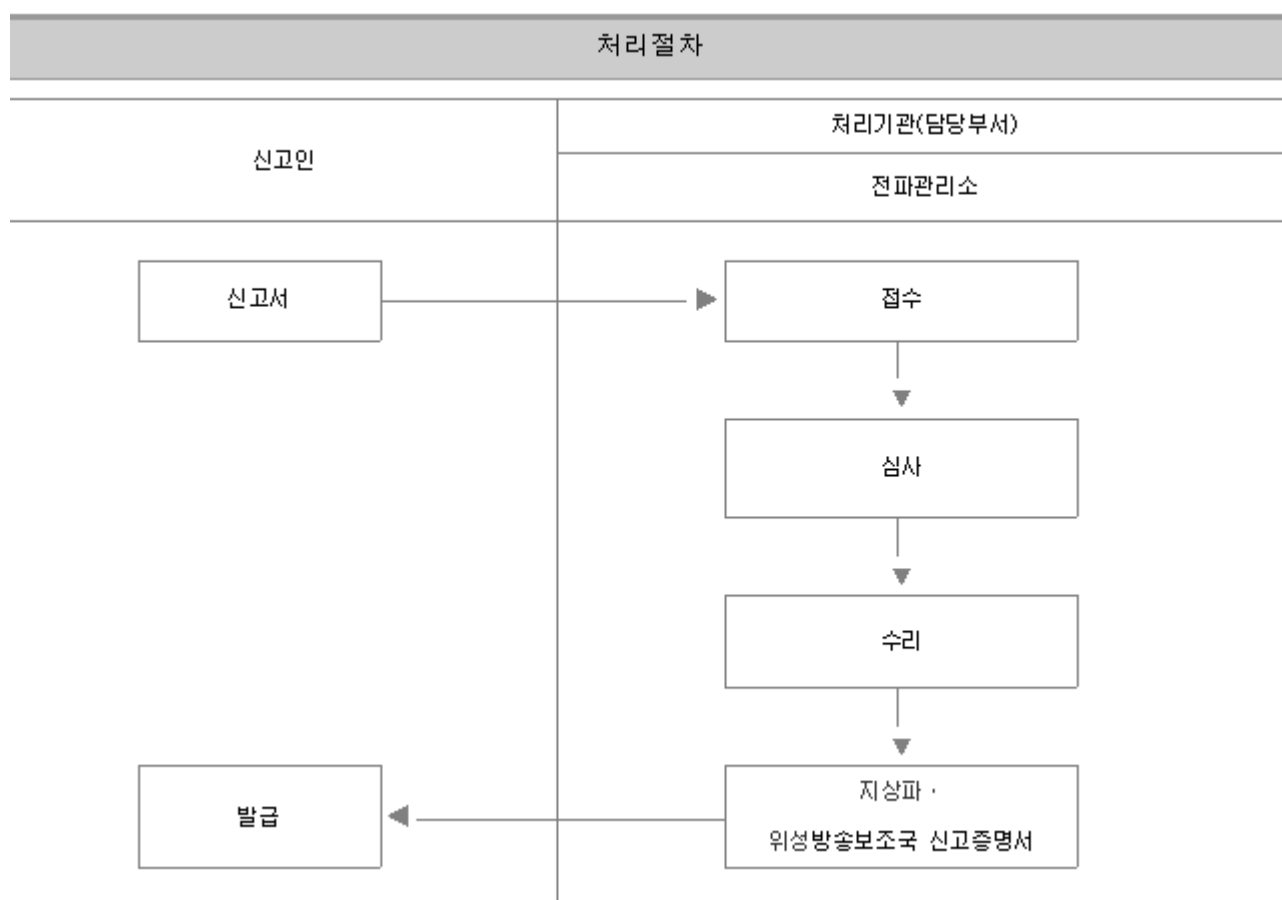 처리절차
신고인
처리기관(담당부서)
전파관리소
신고서
접수
심사
수리
지상파 ·
위성방송보조국 신고증명서
발급